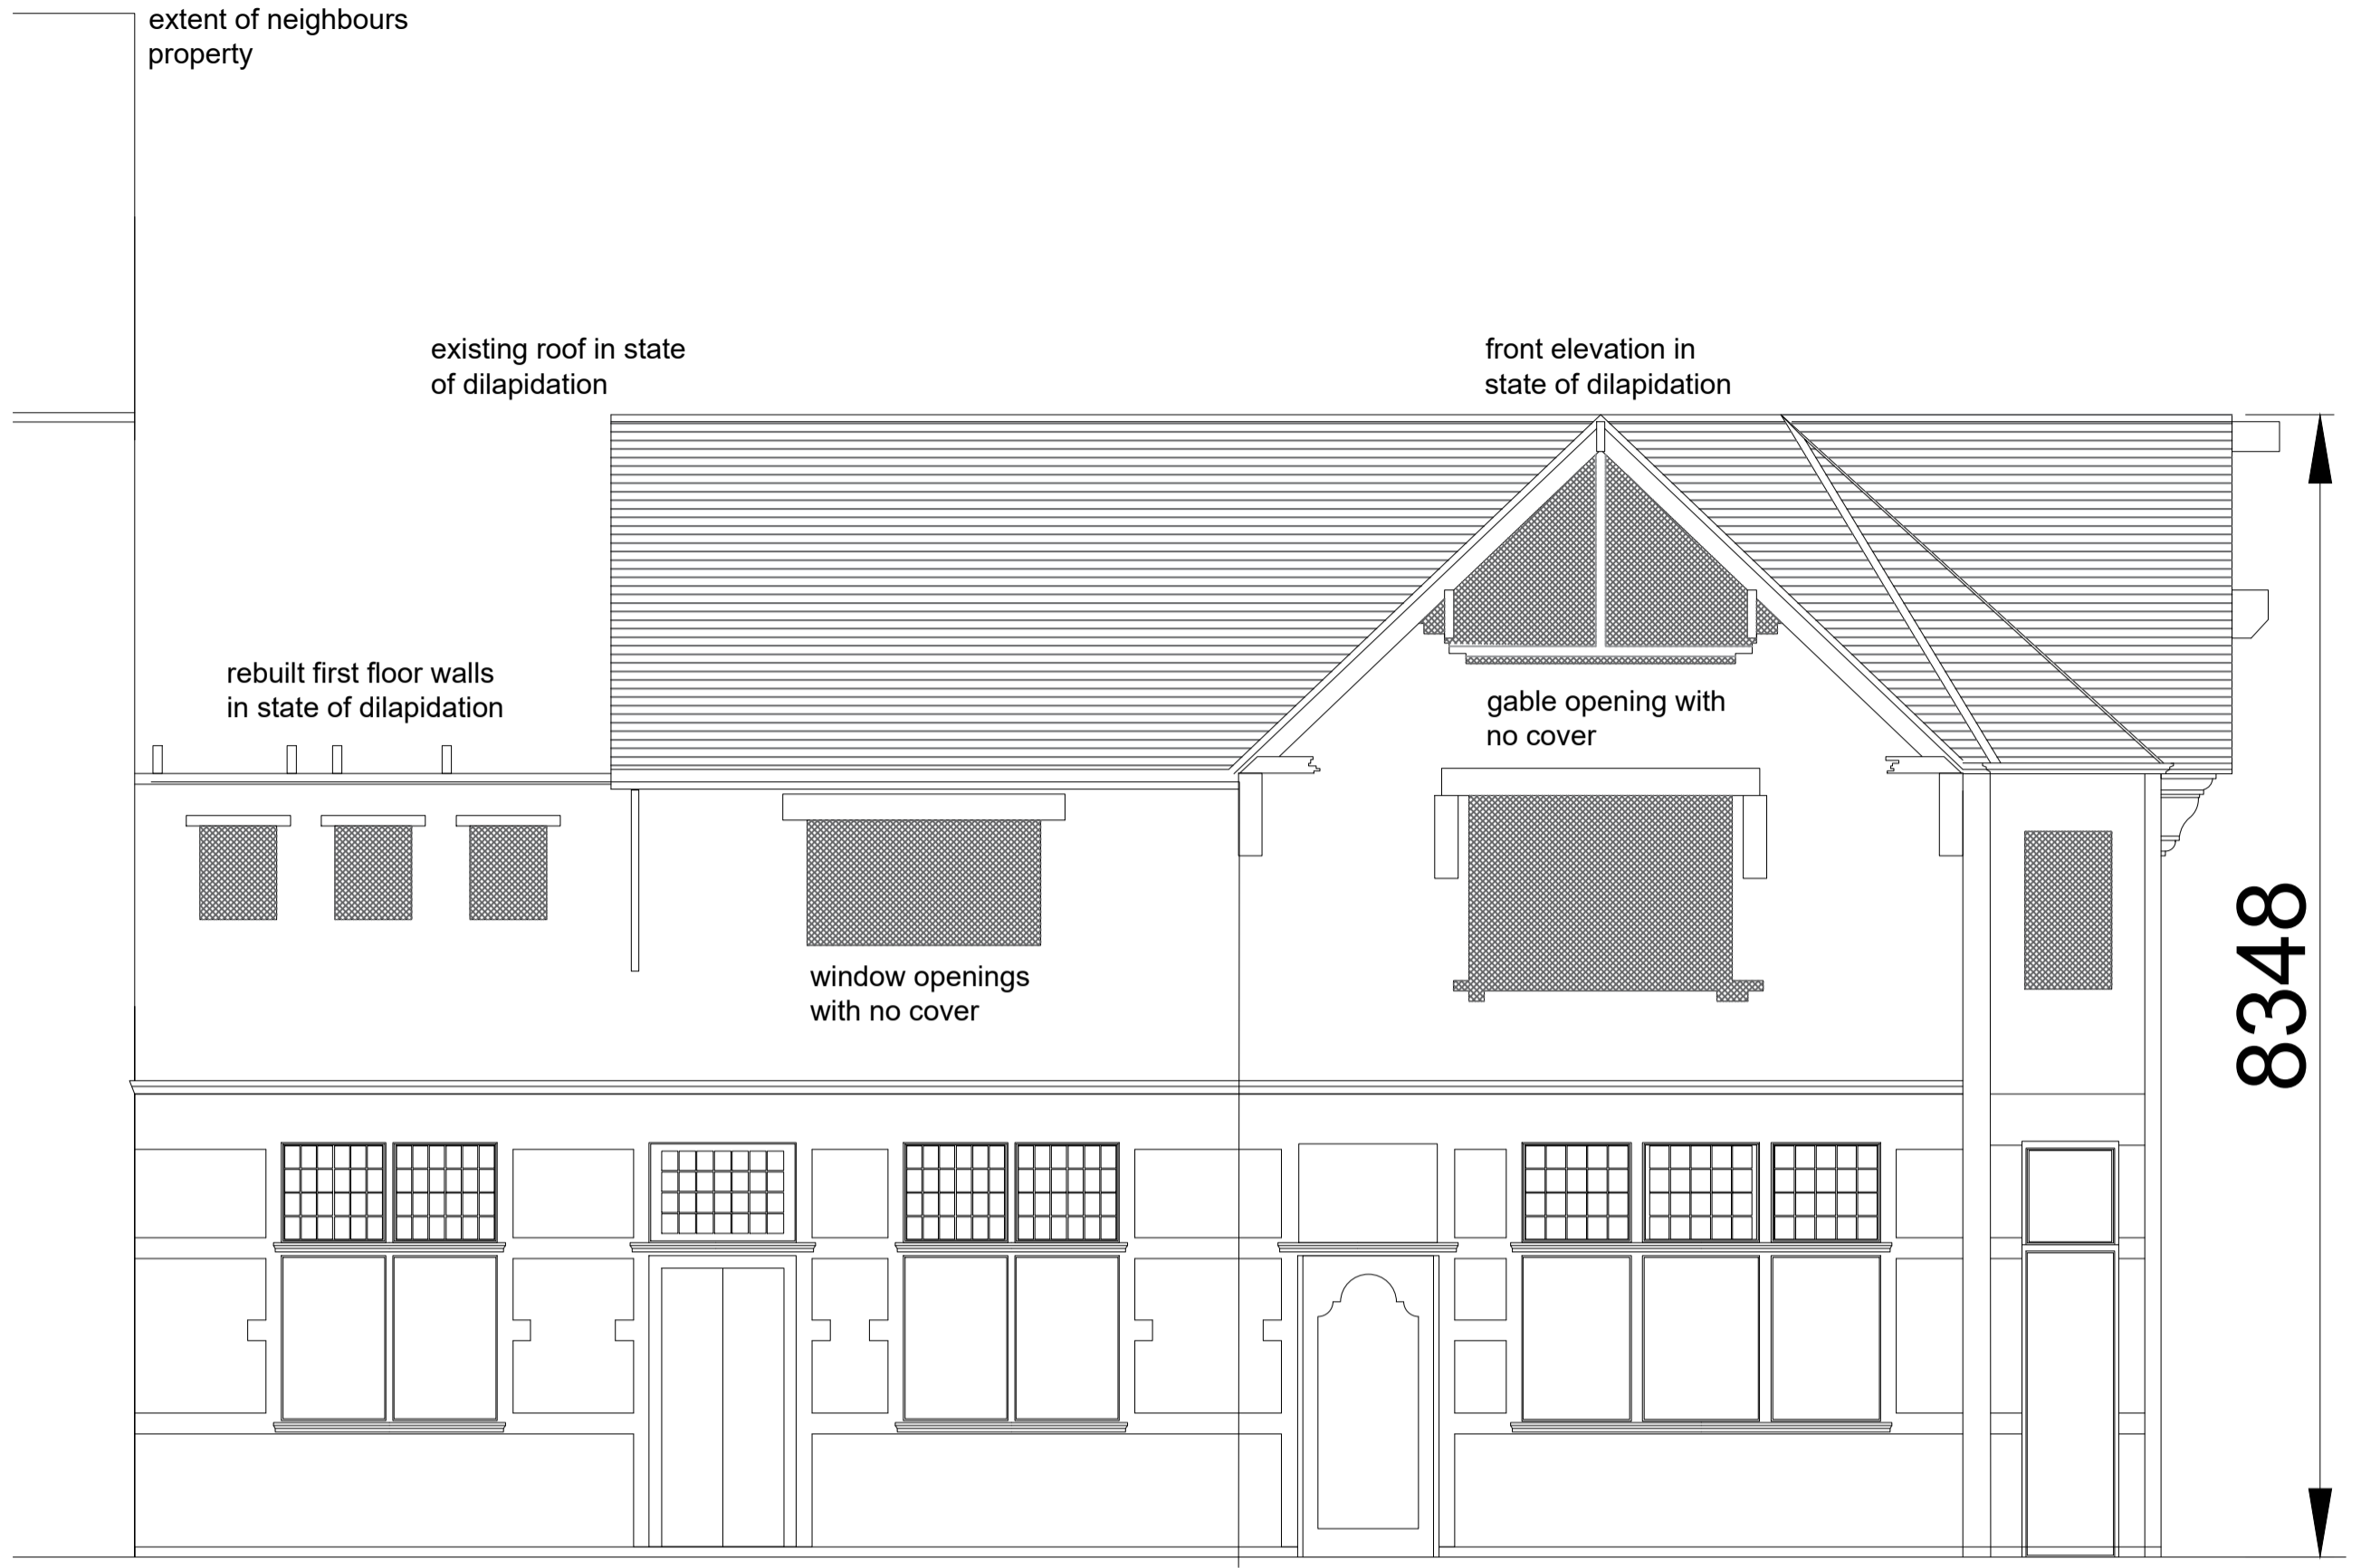 extent of neighbours
property
existing roof in state
of dilapidation
front elevation in
state of dilapidation
rebuilt first floor walls
in state of dilapidation
gable opening with
no cover
window openings
with no cover
8348